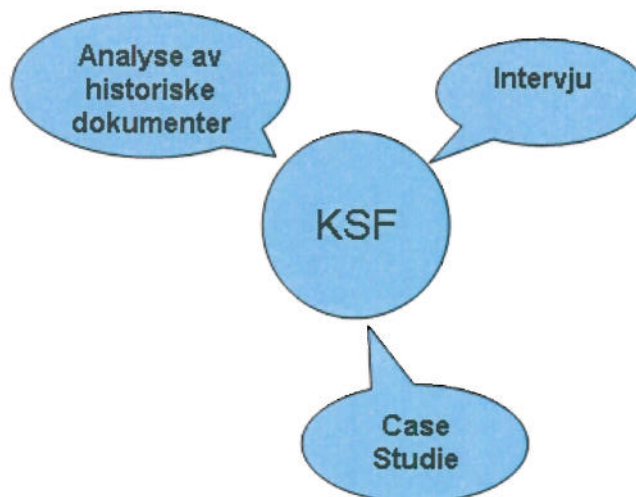 Analyse av
historiske
dokumenter
Intervju
KSF
Case
Studie